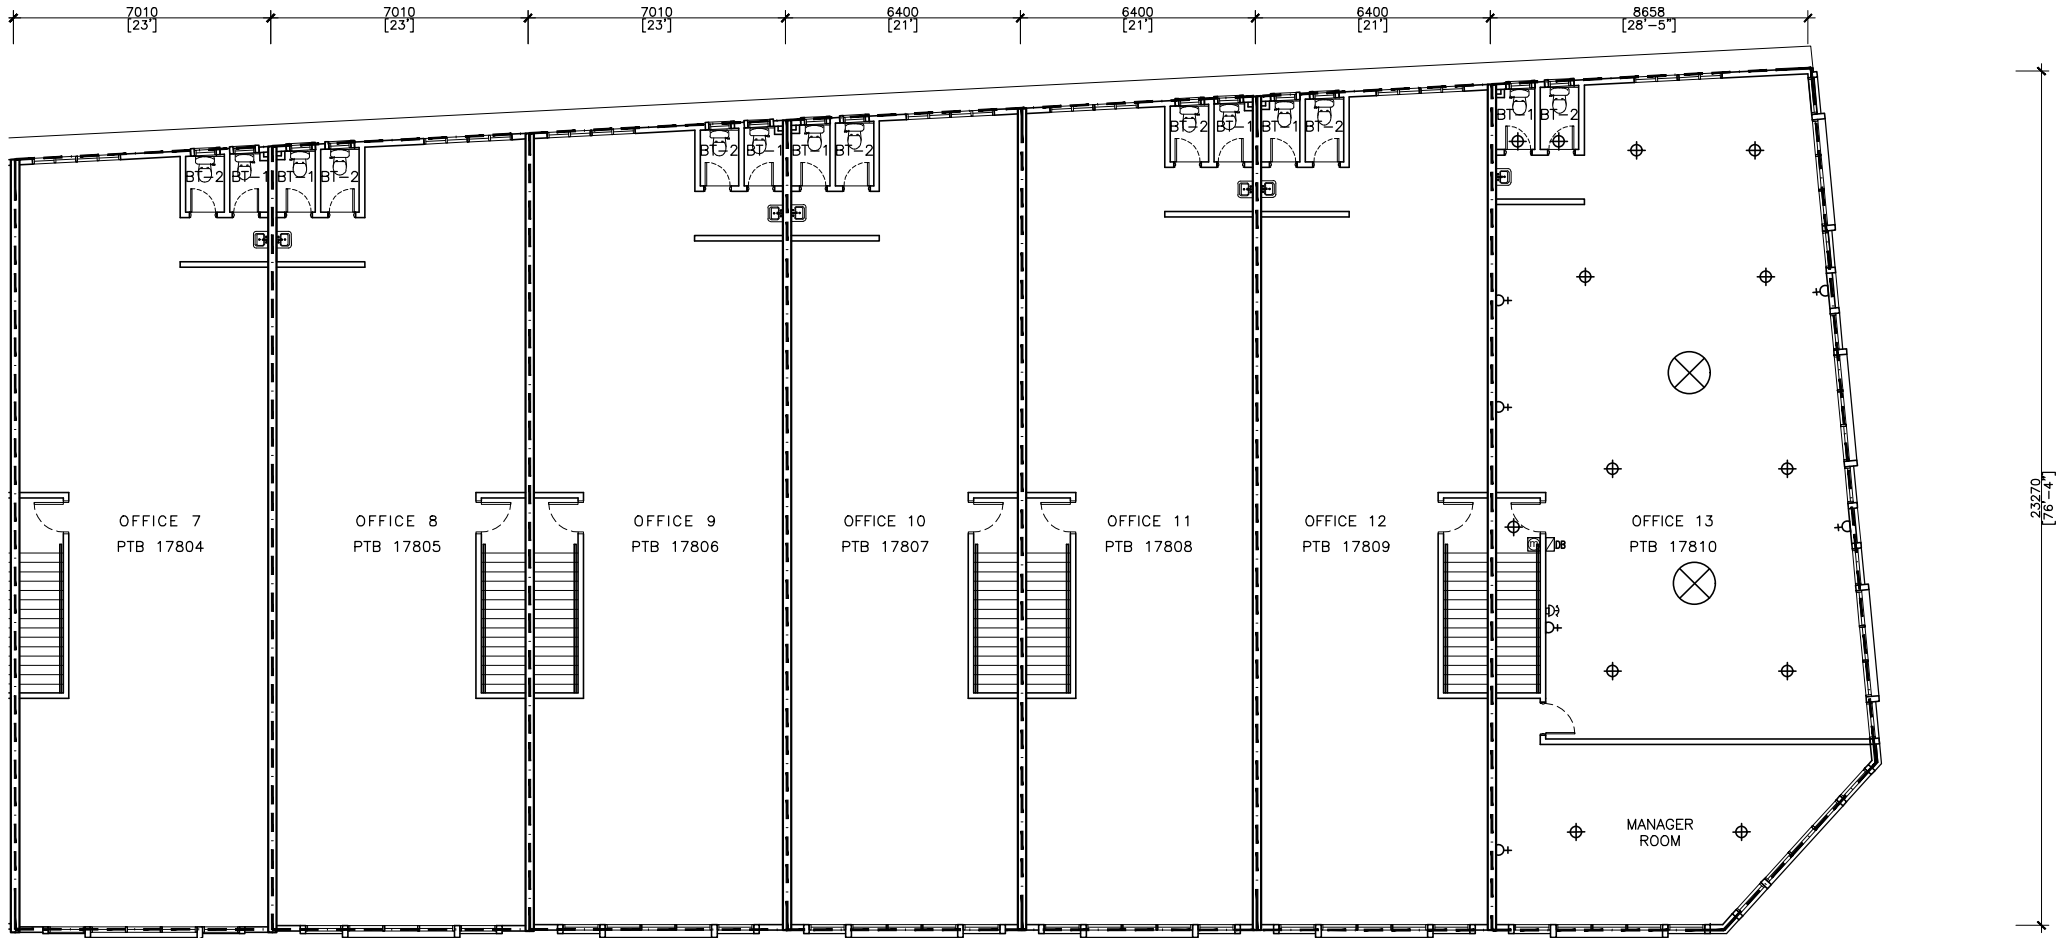 7010
[23']
7010
[23']
7010
[23']
6400
[21']
6400
[21']
6400
[21']
8658
[28'-5"]
BT-2
BT-1
BT-1
BT-2
BT-2
BT-1
BT-1
BT-2
BT-2
BT-1
BT-1
BT-2
BT-1
BT-2
OFFICE 7
PTB 17804
OFFICE 8
PTB 17805
OFFICE 9
PTB 17806
OFFICE 10
PTB 17807
OFFICE 11
PTB 17808
OFFICE 12
PTB 17809
OFFICE 13
PTB 17810
DB
23270
[76'-4"]
MANAGER
ROOM